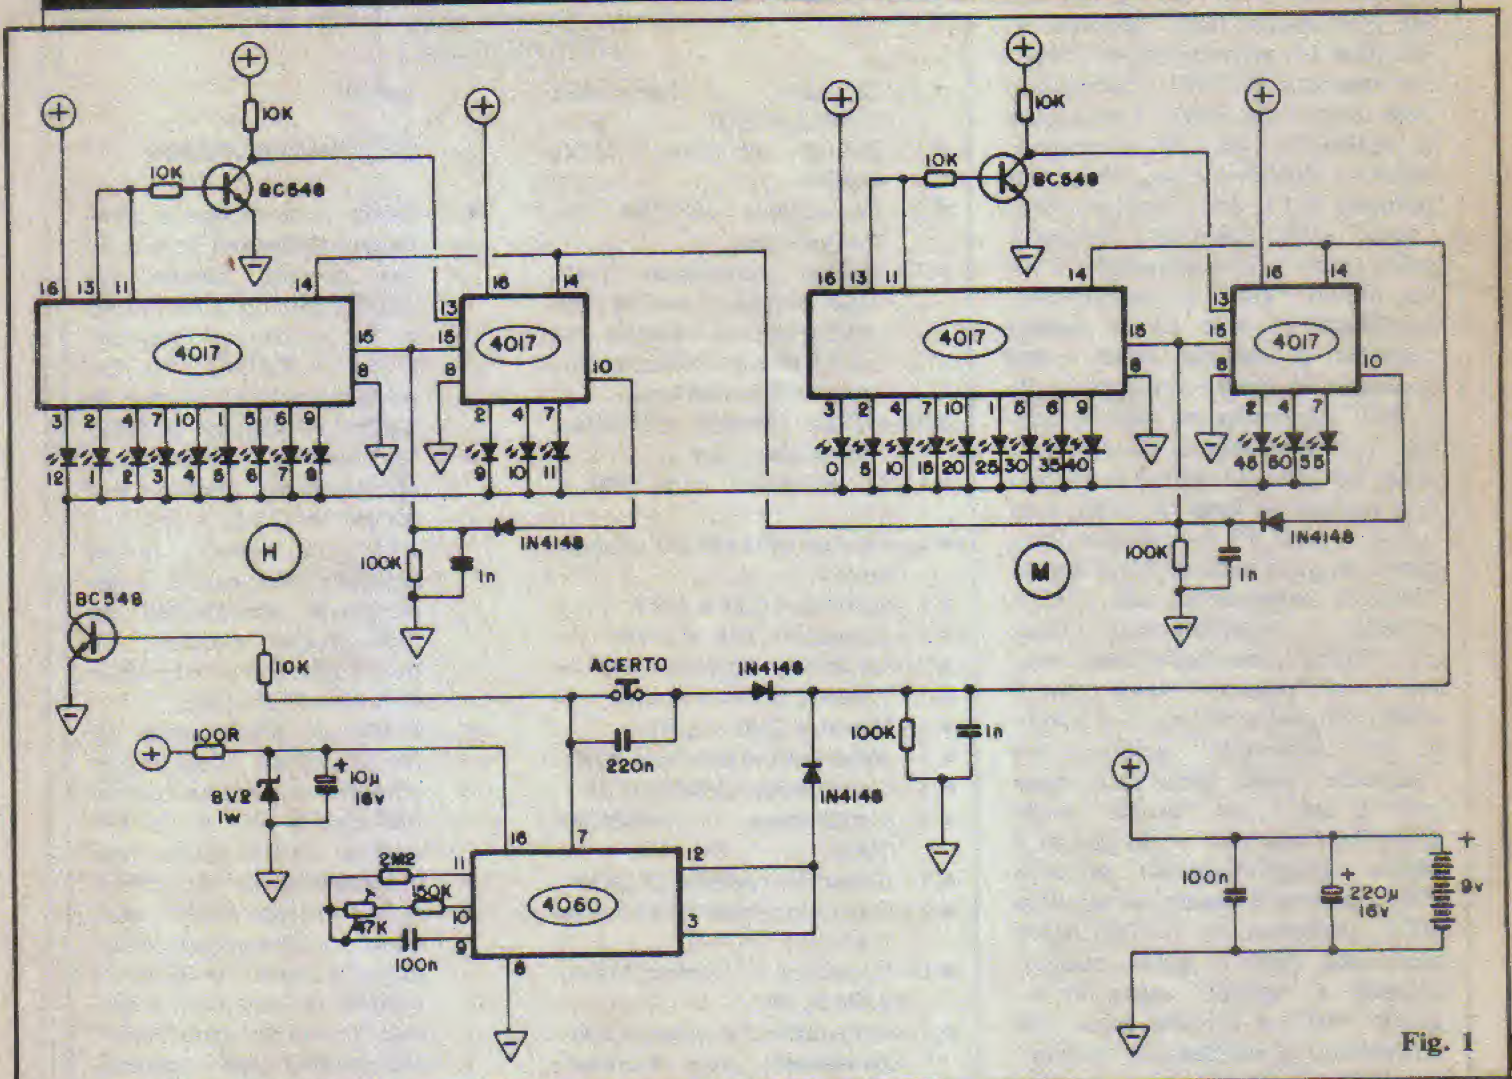 10K
10K
10K
BC548
10K
BC548
16 13 11 14
16 14
13
15 15
8 8
10
4017
4017
3 2 4 7 10 1 5 6 9
2 4 7
12 1 2 3 4 5 6 7 8
9 10 11
16 13 11 14
16 14
13
15 15
8 8
10
4017
4017
3 2 4 7 10 1 5 6 9
2 4 7
0 5 10 15 20 25 30 35 40
45 50 55
H
100K
1n
1N4148
M
100K
1n
1N4148
BC548
10K
ACERTO
1N4148
100R
8V2
1W
10µ
16v
220n
1N4148
100K
1n
16 7
11
10
9
12
3
8
4060
2M2
150K
47K
100n
100n
220µ
16v
9v
Fig. 1